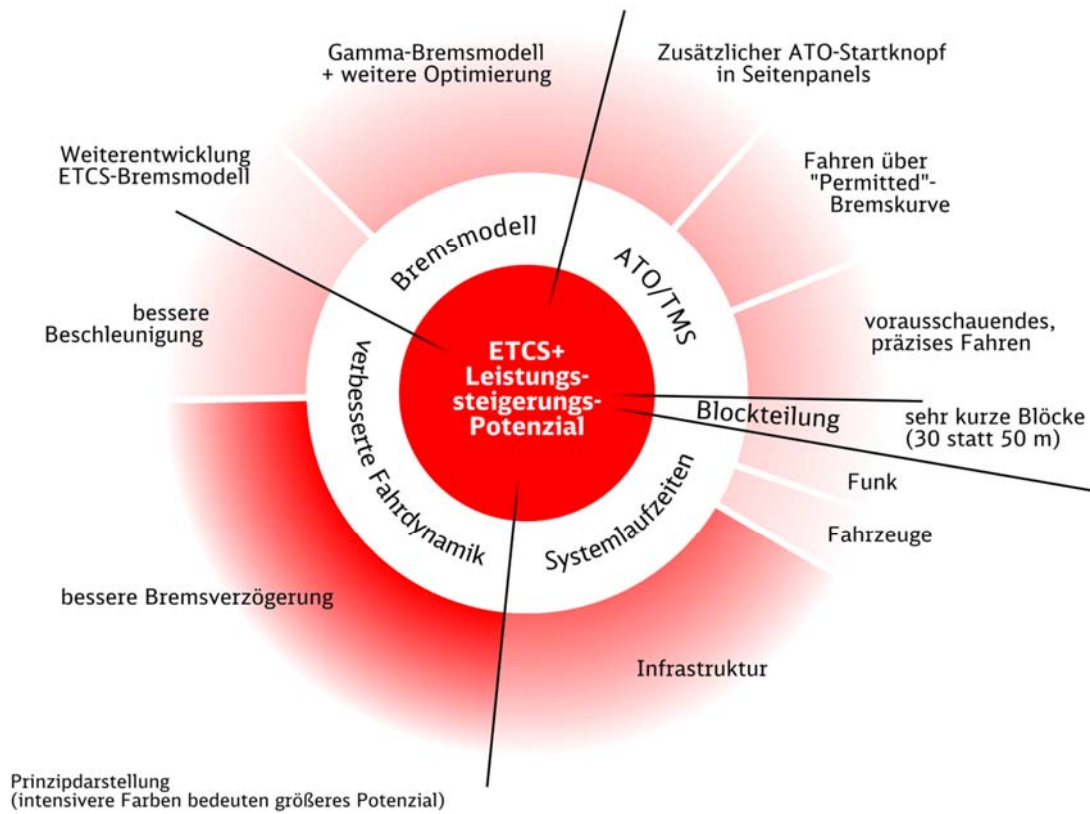 Gamma-Bremsmodell
+ weitere Optimierung
Zusätzlicher ATO-Startknopf
in Seitenpanels
Weiterentwicklung
ETCS-Bremsmodell
Fahren über
"Permitted"-
Bremskurve
Bremsmodell
ATO/TMS
bessere
Beschleunigung
vorausschauendes,
präzises Fahren
ETCS+
Leistungs-
steigerungs-
Potenzial
Blockteilung
sehr kurze Blöcke
(30 statt 50 m)
verbesserte Fahrdynamik
Systemlaufzeiten
Funk
Fahrzeuge
bessere Bremsverzögerung
Infrastruktur
Prinzipdarstellung
(intensivere Farben bedeuten größeres Potenzial)